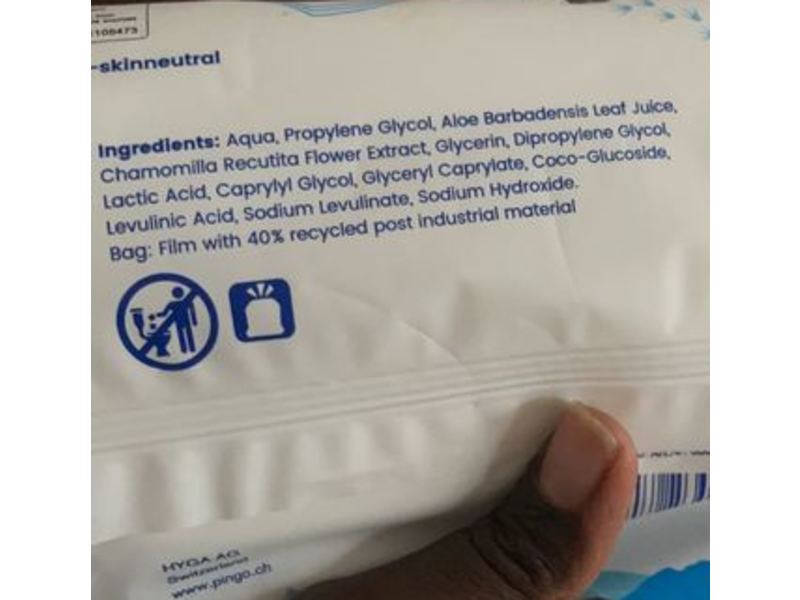 108473
-skinneutral
Ingredients: Aqua, Propylene Glycol, Aloe Barbadensis Leaf Juice,
Chamomilla Recutita Flower Extract, Glycerin, Dipropylene Glycol,
Lactic Acid, Caprylyl Glycol, Glyceryl Caprylate, Coco-Glucoside,
Levulinic Acid, Sodium Levulinate, Sodium Hydroxide.
Bag: Film with 40% recycled post industrial material
HYGA AG
Switzerland
www.pingo.ch